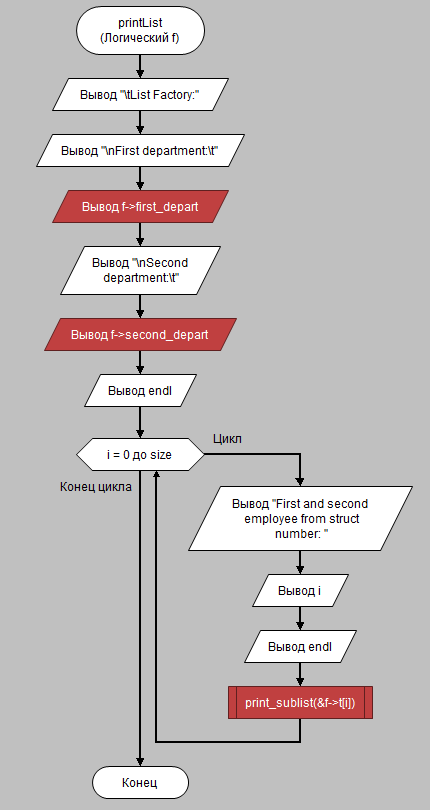 printList
(Логический f)
Вывод "\tList Factory:"
Вывод "\nFirst department:\t"
Вывод f->first_depart
Вывод "\nSecond
department:\t"
Вывод f->second_depart
Вывод endl
i = 0 до size
Цикл
Конец цикла
Вывод "First and second
employee from struct
number: "
Вывод i
Вывод endl
print_sublist(&f->t[i])
Конец